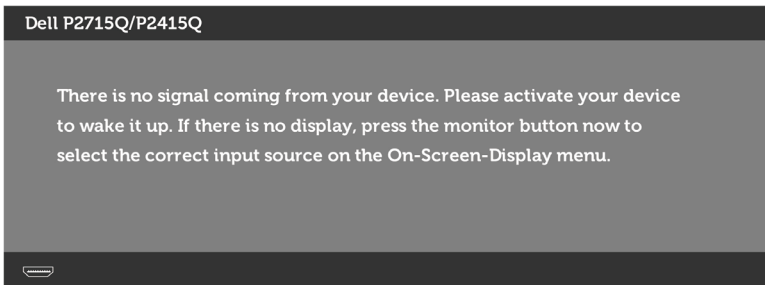 Dell P2715Q/P2415Q
There is no signal coming from your device. Please activate your device
to wake it up. If there is no display, press the monitor button now to
select the correct input source on the On-Screen-Display menu.